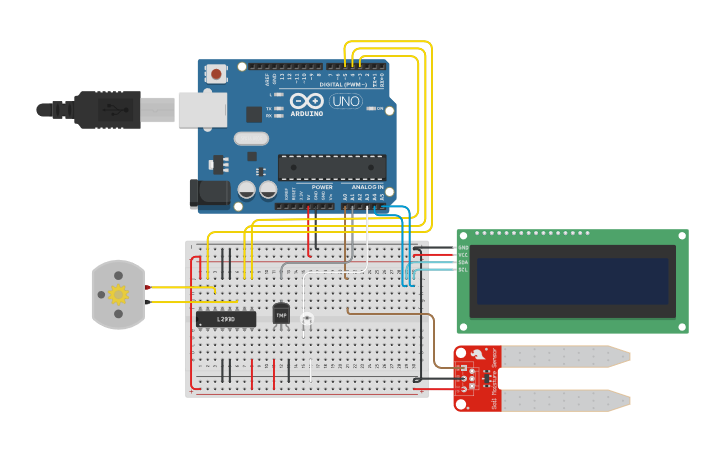 AREF
GND
13
12
~11
~10
~9
8
7
~6
~5
4
~3
2
TX→1
RX←0
DIGITAL (PWM~)
L
TX
RX
ON
UNO
ARDUINO
POWER
ANALOG IN
IOREF
RESET
3.3V
5V
GND
GND
Vin
A0
A1
A2
A3
A4
A5
GND
VCC
SDA
SCL
L293D
TMP
Soil Moisture Sensor